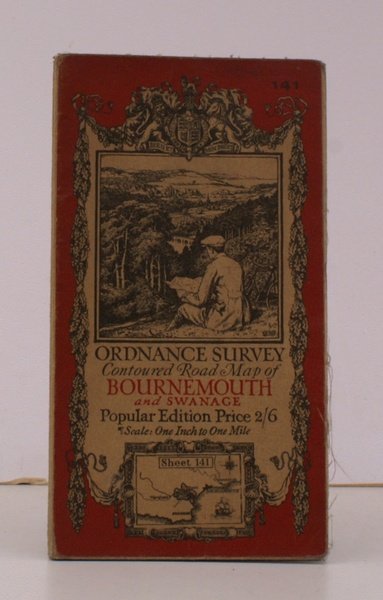 141
ORDNANCE SURVEY
Contoured Road Map of
BOURNEMOUTH
and SWANAGE
Popular Edition Price 2/6
Scale: One Inch to One Mile
Sheet 141